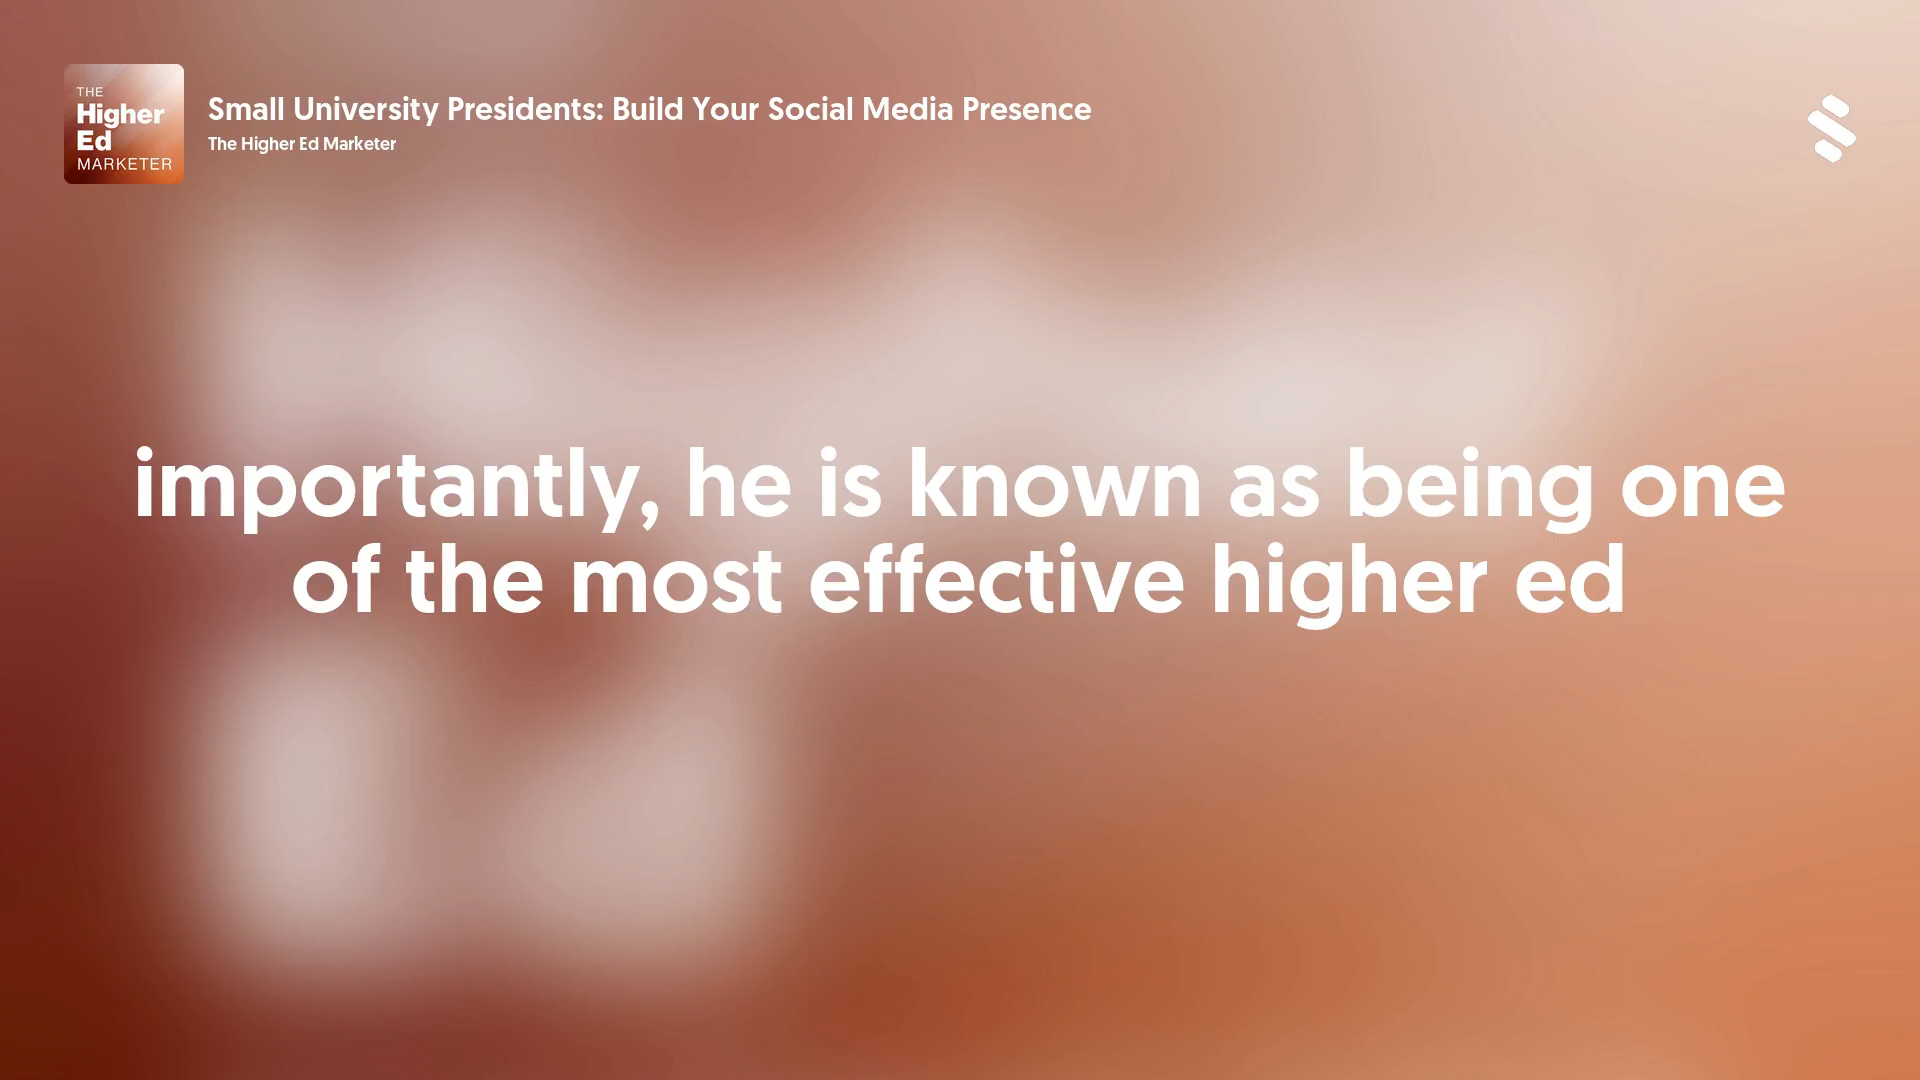 THE
Higher
Ed
MARKETER
Small University Presidents: Build Your Social Media Presence
The Higher Ed Marketer
importantly, he is known as being one
of the most effective higher ed